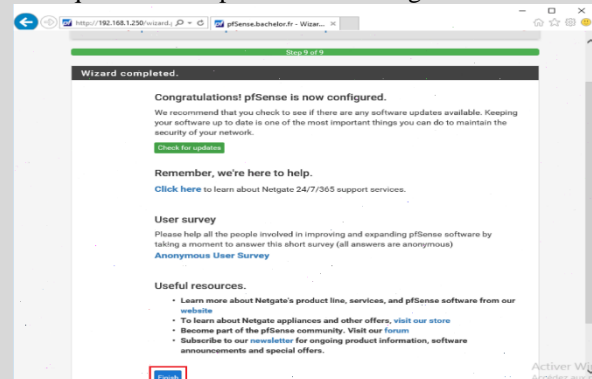 http://192.168.1.250/wizard.
pfSense.bachelor.fr - Wizar...
Step 9 of 9
Wizard completed.
Congratulations! pfSense is now configured.
We recommend that you check to see if there are any software updates available. Keeping
your software up to date is one of the most important things you can do to maintain the
security of your network.
Check for updates
Remember, we're here to help.
Click here to learn about Netgate 24/7/365 support services.
User survey
Please help all the people involved in improving and expanding pfSense software by
taking a moment to answer this short survey (all answers are anonymous)
Anonymous User Survey
Useful resources.
• Learn more about Netgate's product line, services, and pfSense software from our
website
• To learn about Netgate appliances and other offers, visit our store
• Become part of the pfSense community. Visit our forum
• Subscribe to our newsletter for ongoing product information, software
announcements and special offers.
Finish
Activer Wi